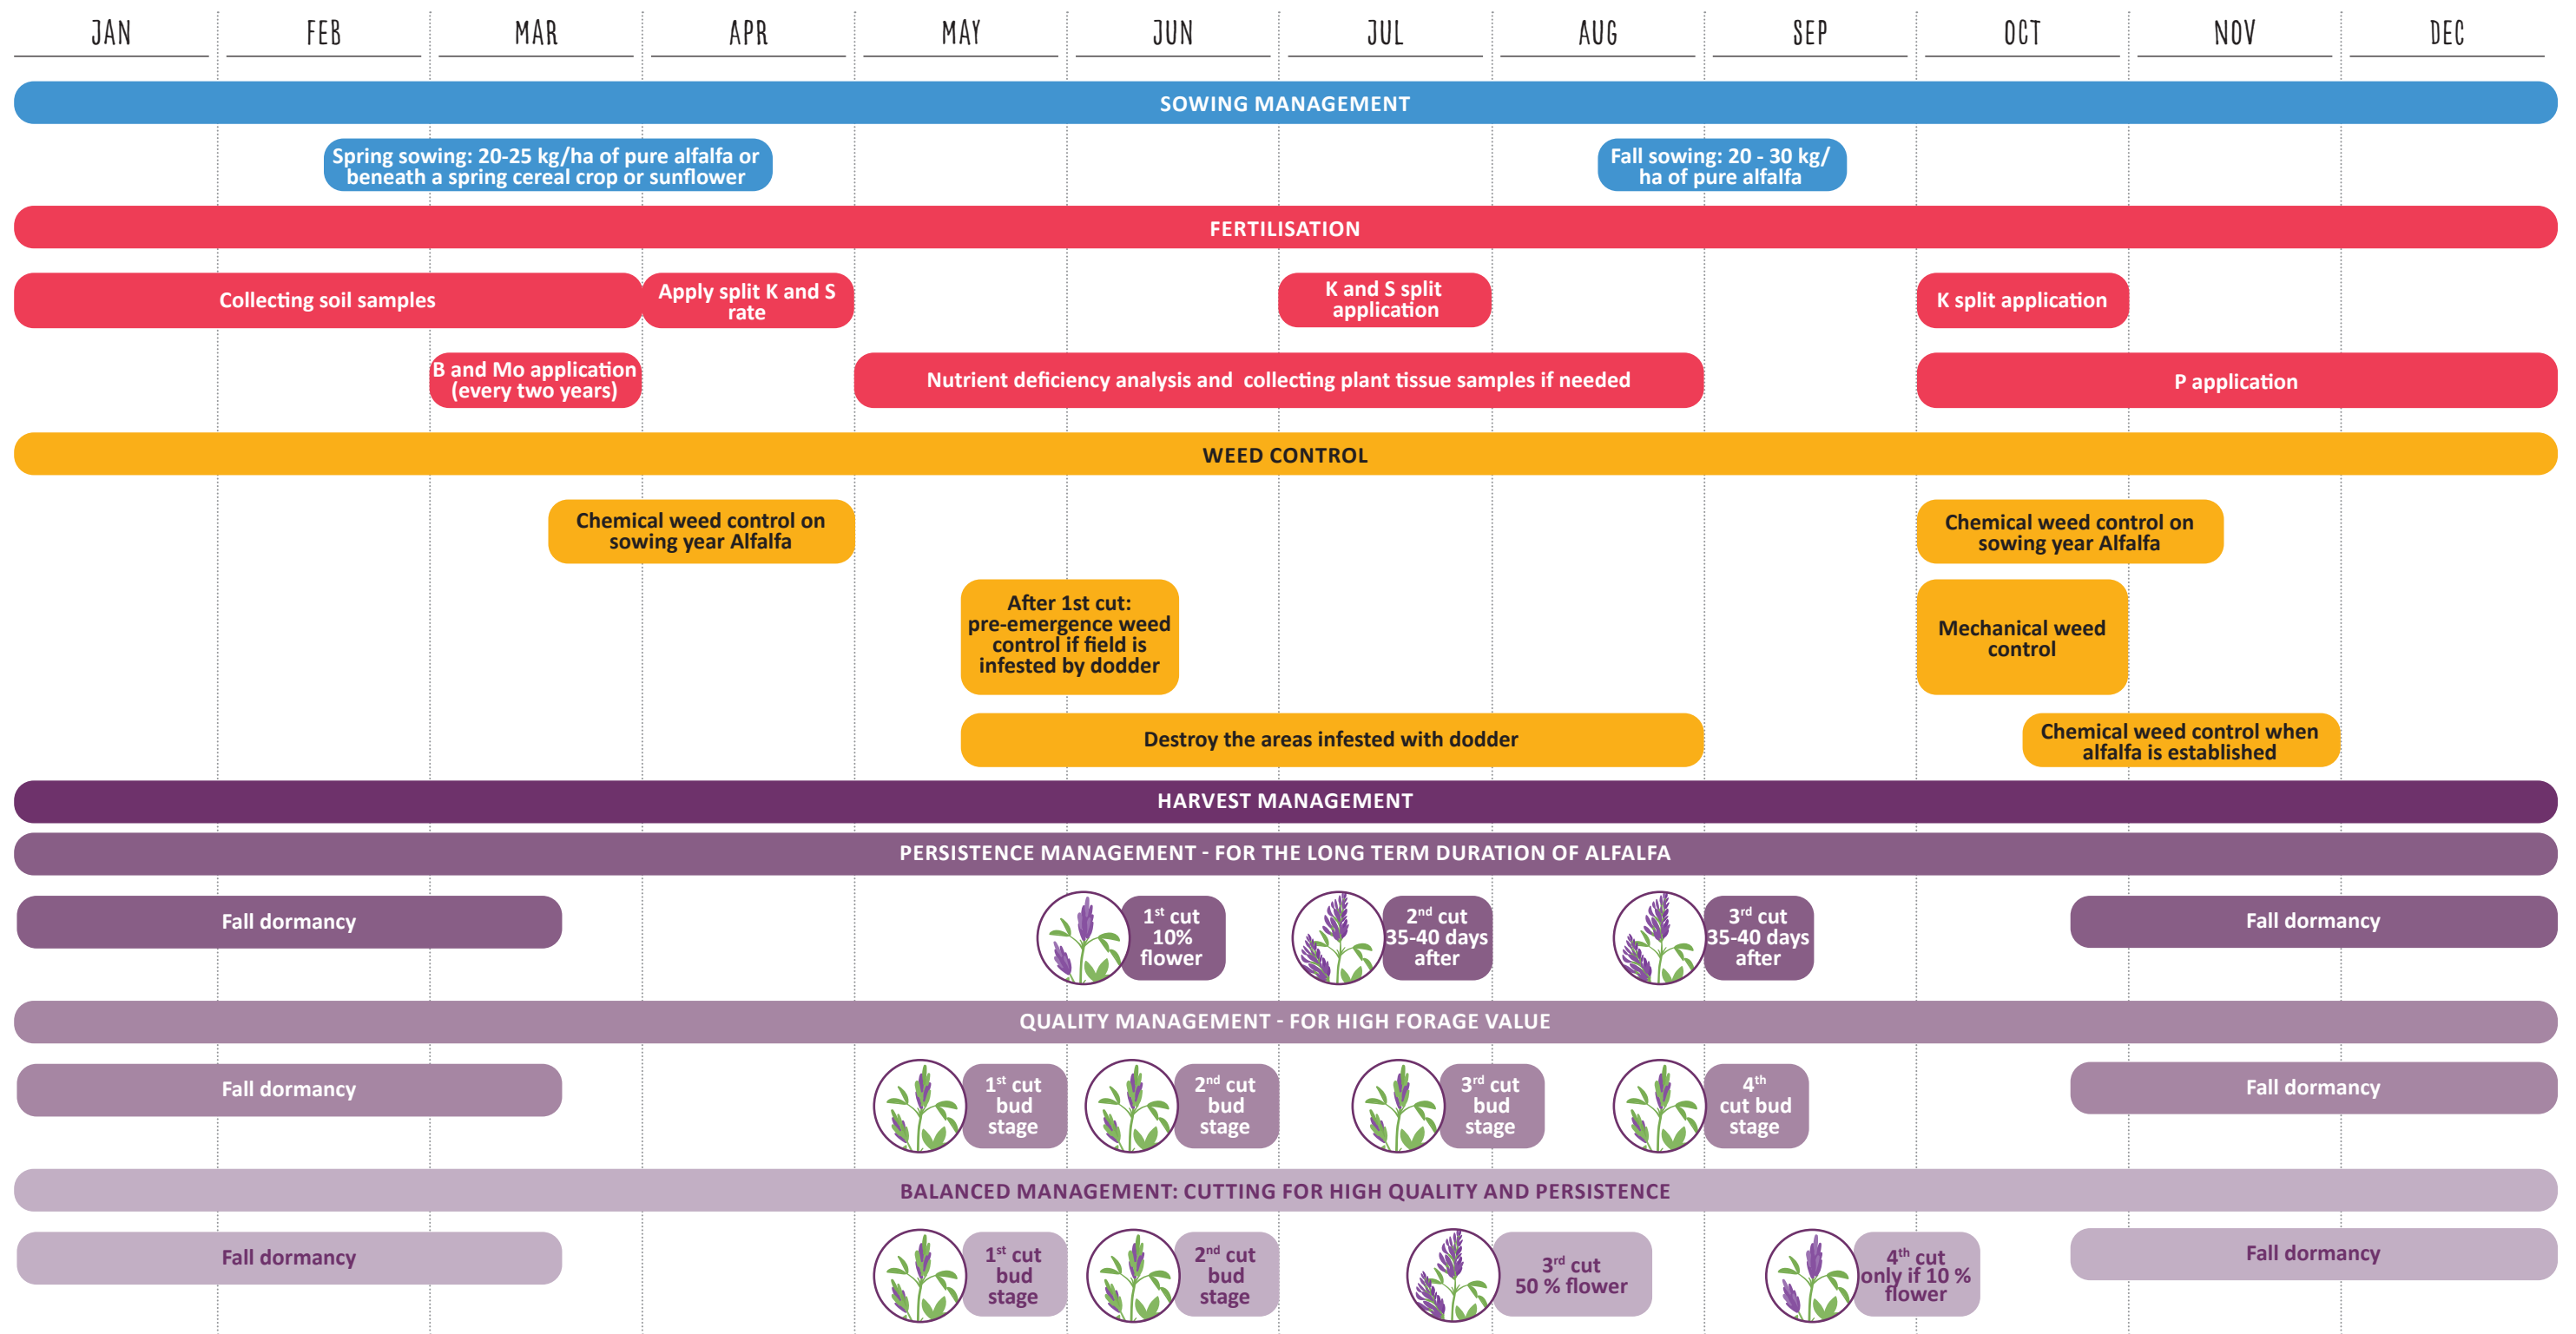 JAN FEB MAR APR MAY JUN JUL AUG SEP OCT NOV DEC
SOWING MANAGEMENT
Spring sowing: 20-25 kg/ha of pure alfalfa or
beneath a spring cereal crop or sunflower
Fall sowing: 20 - 30 kg/
ha of pure alfalfa
FERTILISATION
Collecting soil samples
Apply split K and S
rate
K and S split
application
K split application
B and Mo application
(every two years)
Nutrient deficiency analysis and  collecting plant tissue samples if needed
P application
WEED CONTROL
Chemical weed control on
sowing year Alfalfa
Chemical weed control on
sowing year Alfalfa
After 1st cut:
pre-emergence weed
control if field is
infested by dodder
Mechanical weed
control
Destroy the areas infested with dodder
Chemical weed control when
alfalfa is established
HARVEST MANAGEMENT
PERSISTENCE MANAGEMENT - FOR THE LONG TERM DURATION OF ALFALFA
Fall dormancy
1st cut
10%
flower
2nd cut
35-40 days
after
3rd cut
35-40 days
after
Fall dormancy
QUALITY MANAGEMENT - FOR HIGH FORAGE VALUE
Fall dormancy
1st cut
bud
stage
2nd cut
bud
stage
3rd cut
bud
stage
4th
cut bud
stage
Fall dormancy
BALANCED MANAGEMENT: CUTTING FOR HIGH QUALITY AND PERSISTENCE
Fall dormancy
1st cut
bud
stage
2nd cut
bud
stage
3rd cut
50 % flower
4th cut
only if 10 %
flower
Fall dormancy